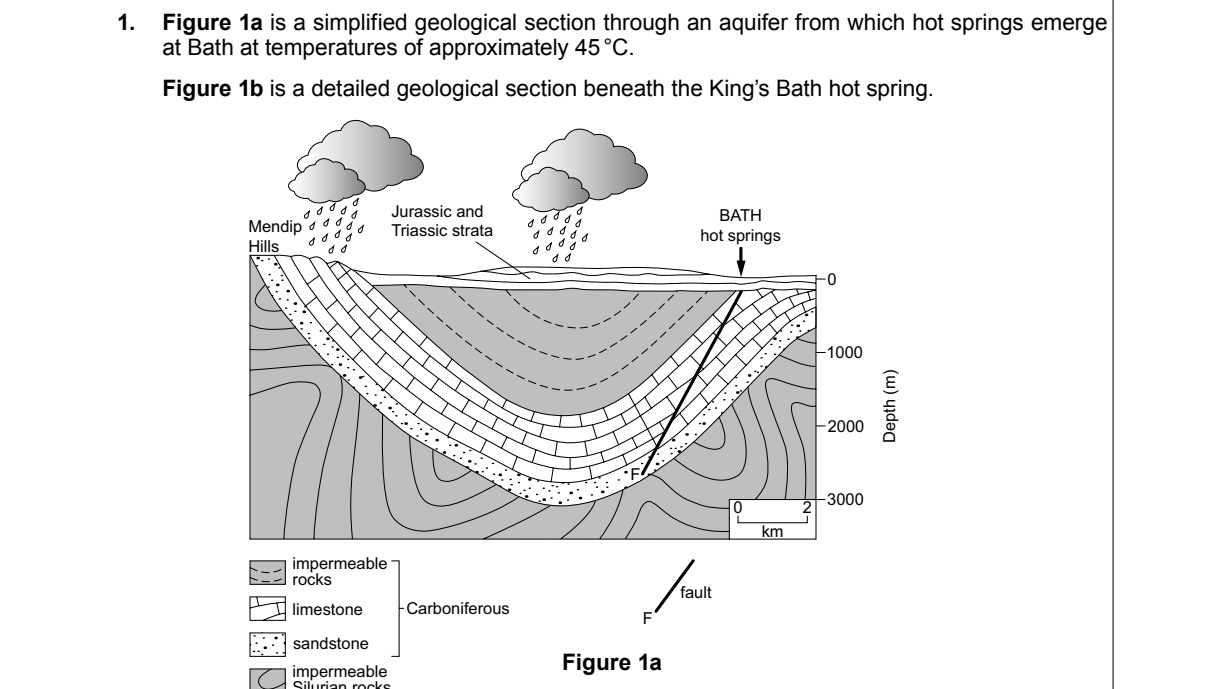 1. Figure 1a is a simplified geological section through an aquifer from which hot springs emerge
at Bath at temperatures of approximately 45 °C.
Figure 1b is a detailed geological section beneath the King’s Bath hot spring.
Mendip
Hills
Jurassic and
Triassic strata
BATH
hot springs
0
1000
2000
3000
Depth (m)
F
0 2
km
impermeable
rocks
limestone
sandstone
Carboniferous
impermeable
Silurian rocks
fault
F
Figure 1a